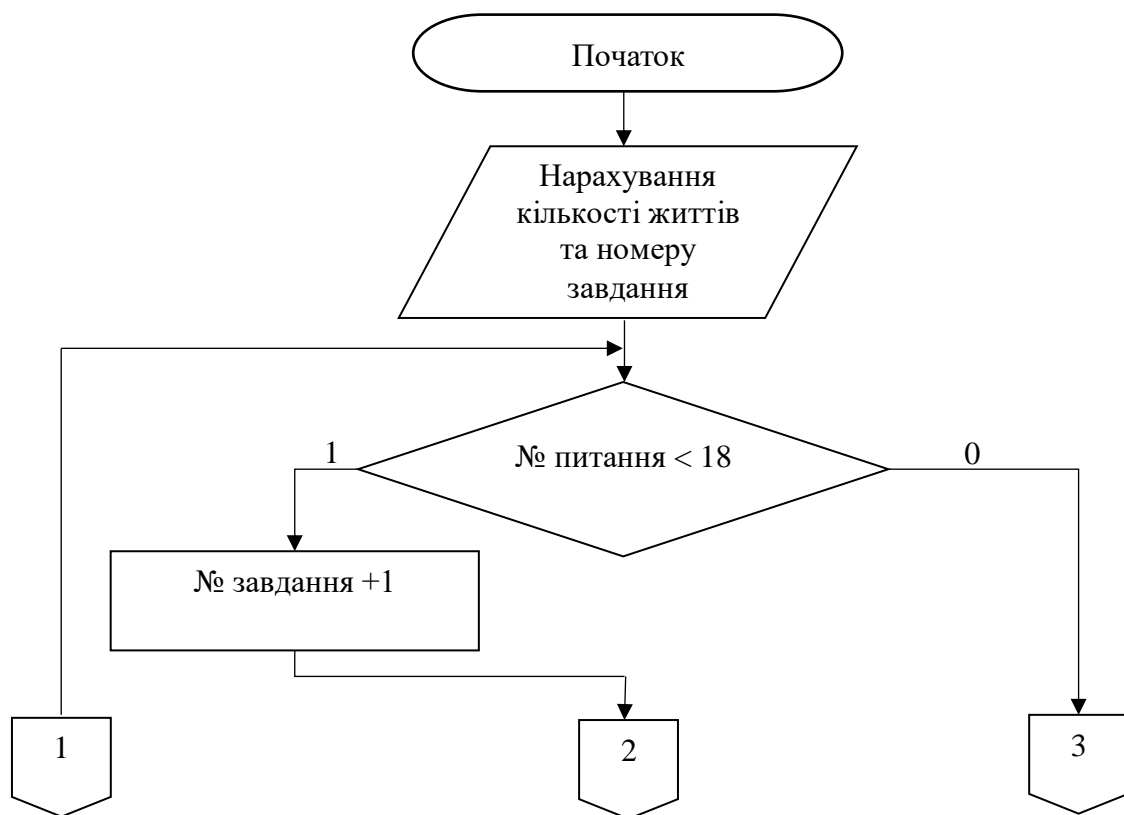 Початок
Нарахування
кількості життів
та номеру
завдання
№ питання < 18
1
0
№ завдання +1
1
2
3